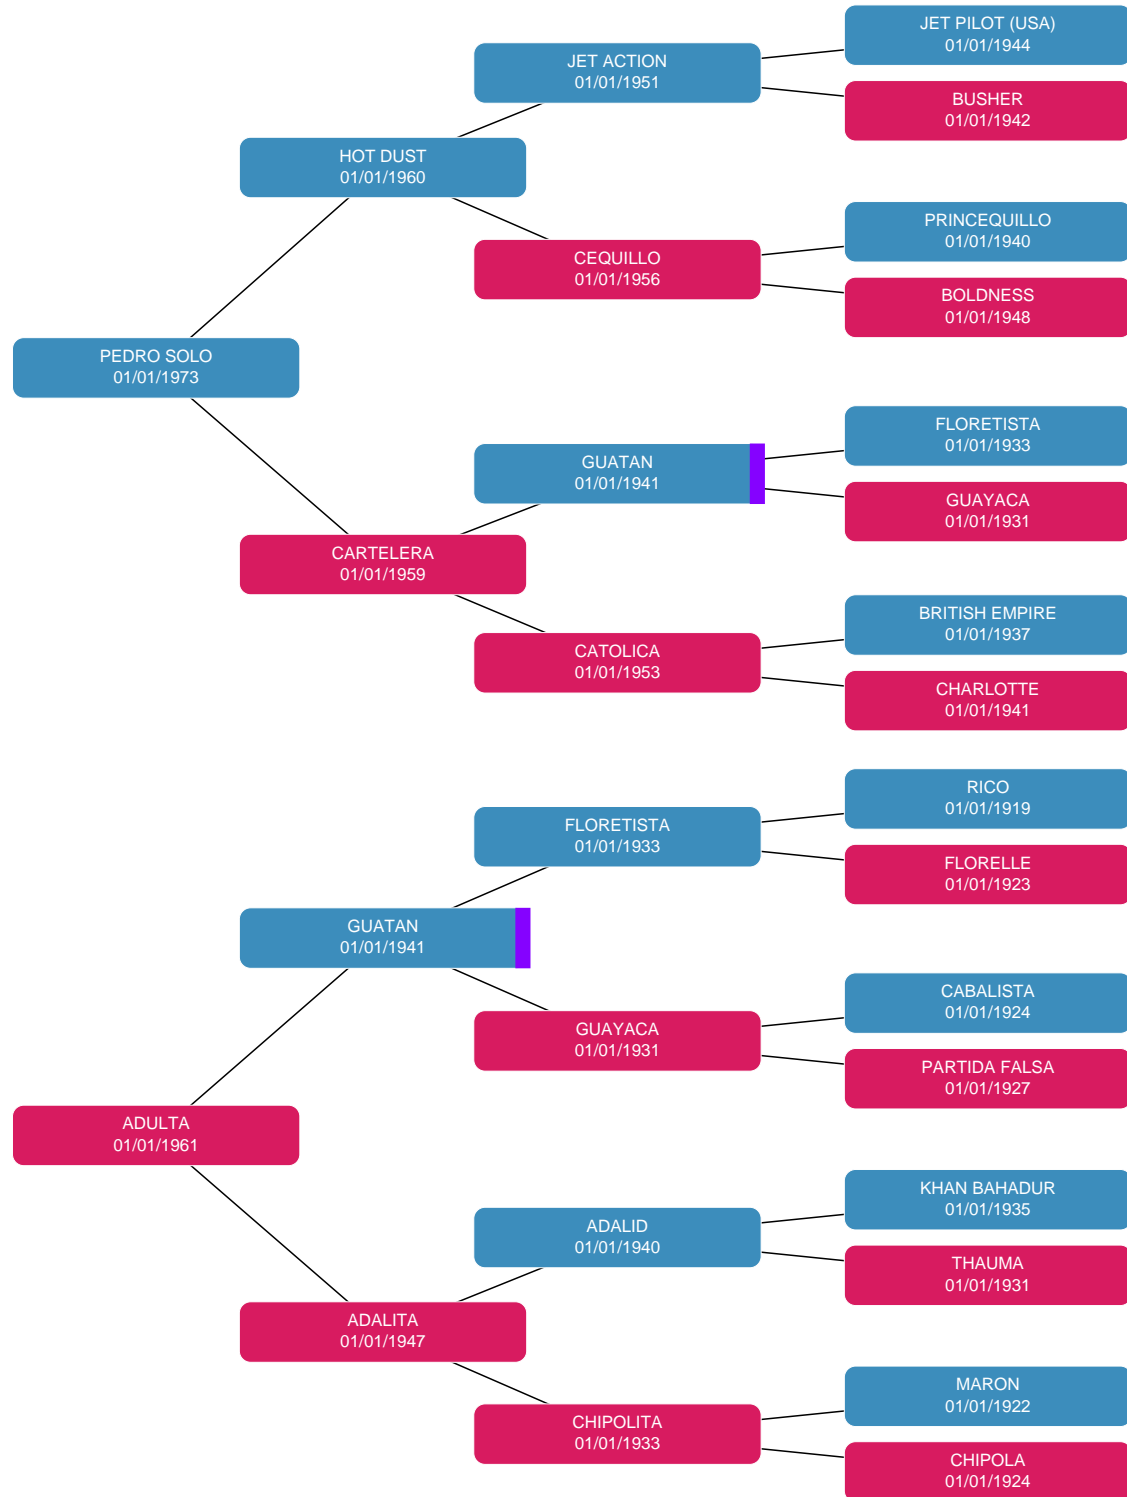 JET PILOT (USA)
01/01/1944
JET ACTION
01/01/1951
BUSHER
01/01/1942
HOT DUST
01/01/1960
PRINCEQUILLO
01/01/1940
CEQUILLO
01/01/1956
BOLDNESS
01/01/1948
PEDRO SOLO
01/01/1973
FLORETISTA
01/01/1933
GUATAN
01/01/1941
GUAYACA
01/01/1931
CARTELERA
01/01/1959
BRITISH EMPIRE
01/01/1937
CATOLICA
01/01/1953
CHARLOTTE
01/01/1941
RICO
01/01/1919
FLORETISTA
01/01/1933
FLORELLE
01/01/1923
GUATAN
01/01/1941
CABALISTA
01/01/1924
GUAYACA
01/01/1931
PARTIDA FALSA
01/01/1927
ADULTA
01/01/1961
KHAN BAHADUR
01/01/1935
ADALID
01/01/1940
THAUMA
01/01/1931
ADALITA
01/01/1947
MARON
01/01/1922
CHIPOLITA
01/01/1933
CHIPOLA
01/01/1924